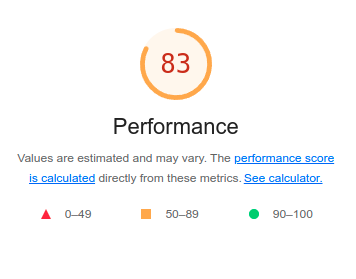 83
Performance
Values are estimated and may vary. The performance score
is calculated directly from these metrics. See calculator.
0–49 50–89 90–100